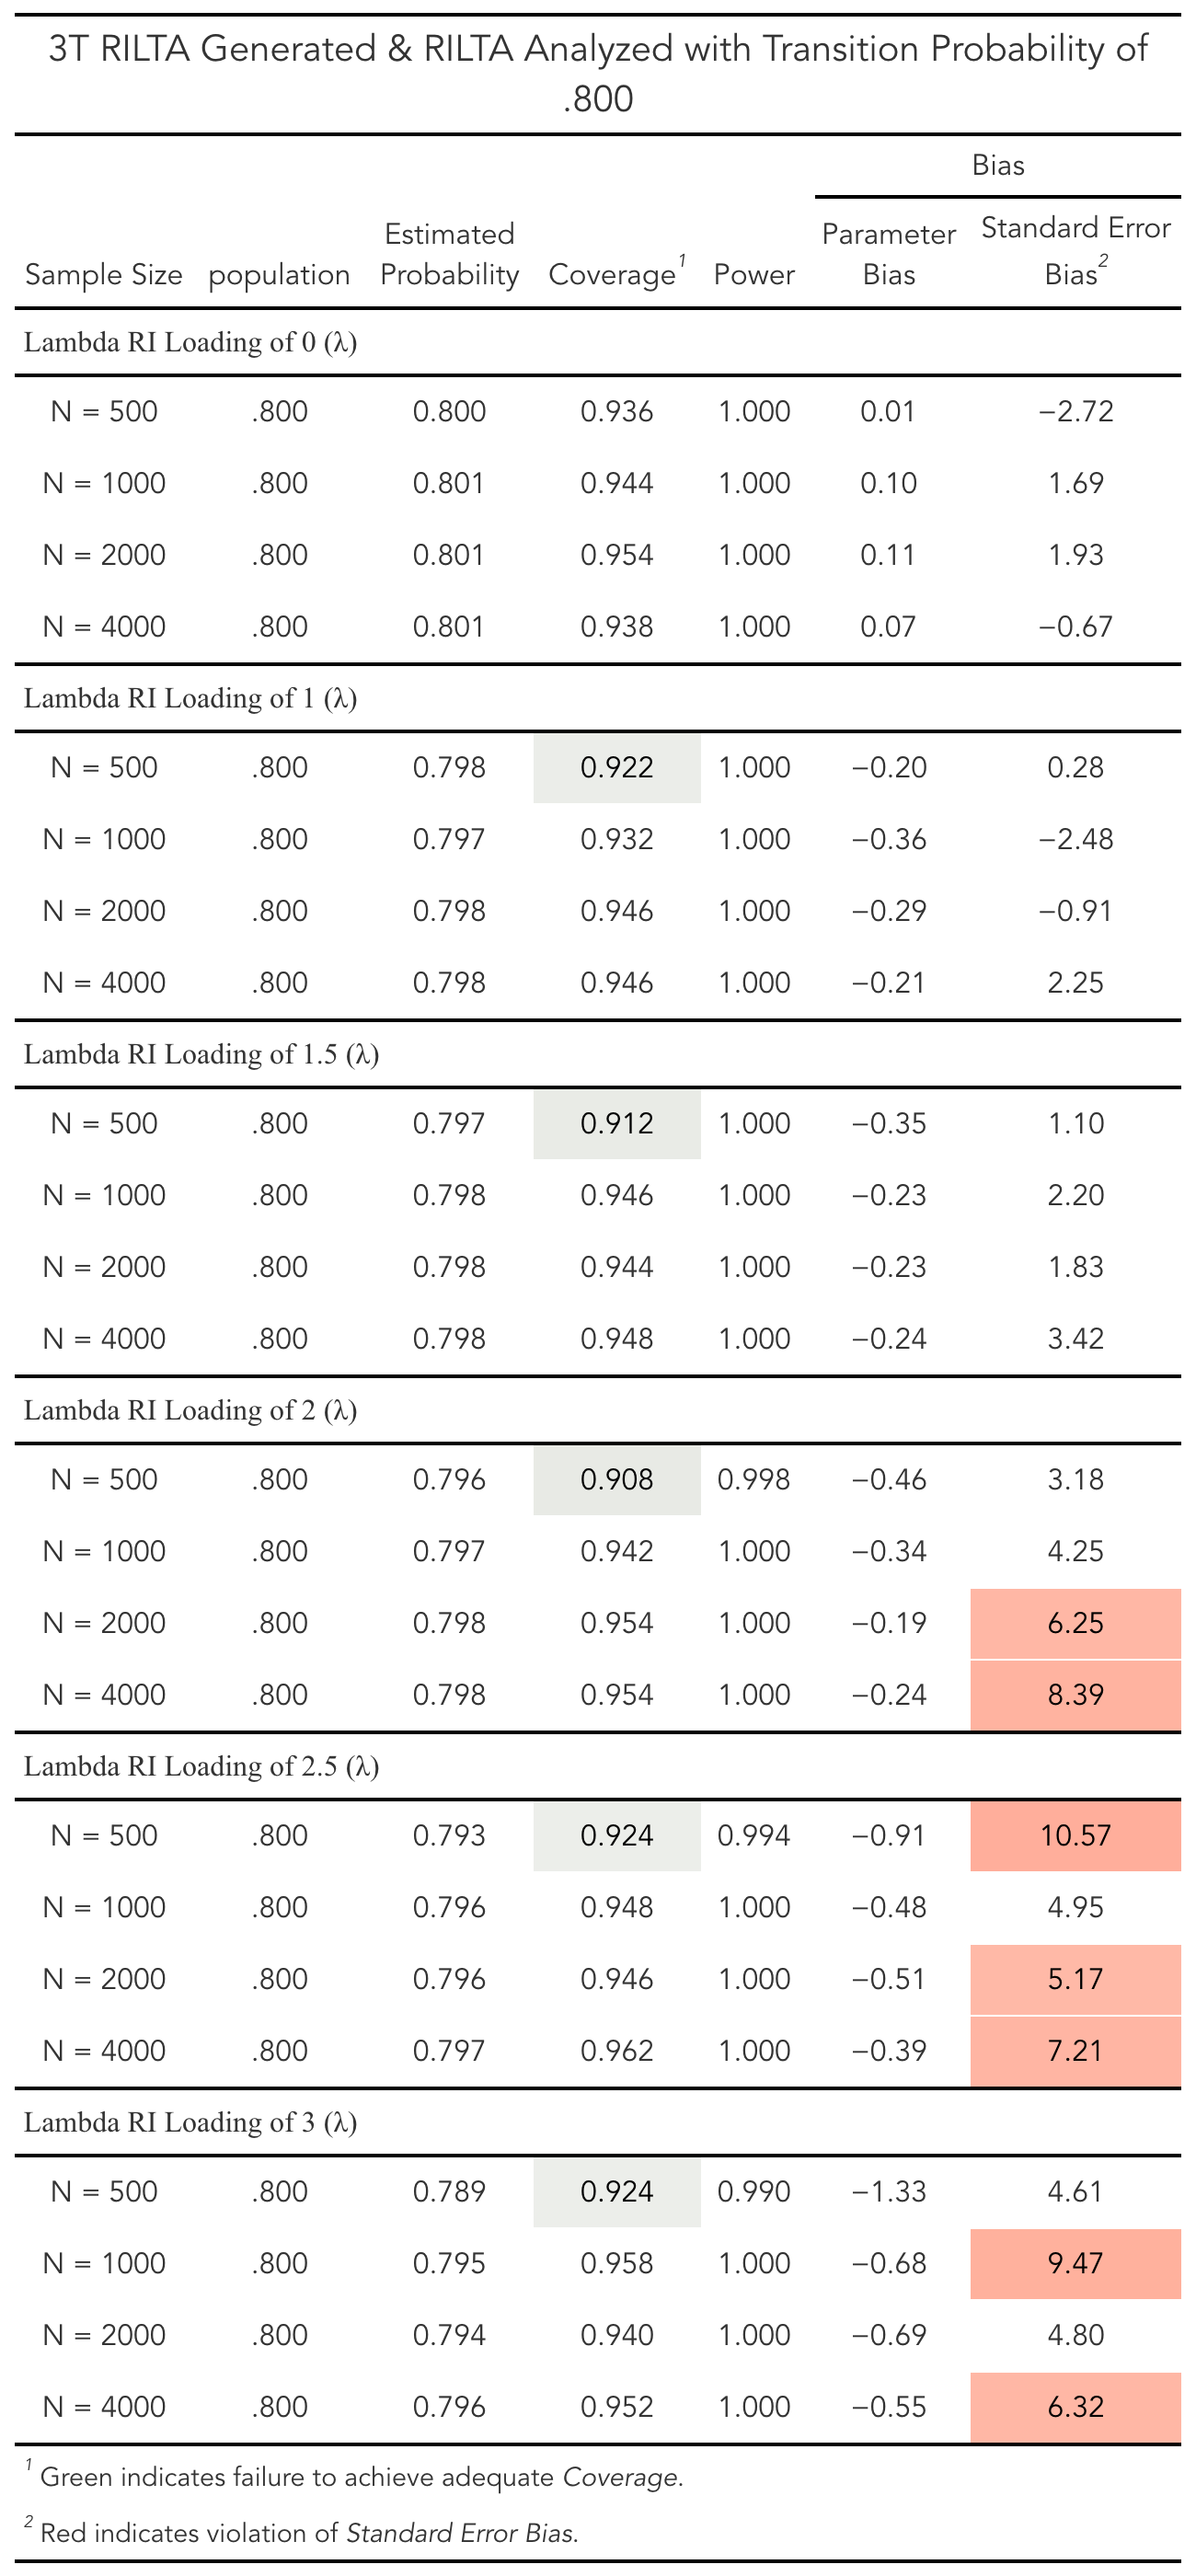 3T RILTA Generated & RILTA Analyzed with Transition Probability of
.800
Bias
Sample Size population Estimated Probability Coverage1 Power Parameter Bias Standard Error Bias2
Lambda RI Loading of 0 (λ)
N = 500 .800 0.800 0.936 1.000 0.01 −2.72
N = 1000 .800 0.801 0.944 1.000 0.10 1.69
N = 2000 .800 0.801 0.954 1.000 0.11 1.93
N = 4000 .800 0.801 0.938 1.000 0.07 −0.67
Lambda RI Loading of 1 (λ)
N = 500 .800 0.798 0.922 1.000 −0.20 0.28
N = 1000 .800 0.797 0.932 1.000 −0.36 −2.48
N = 2000 .800 0.798 0.946 1.000 −0.29 −0.91
N = 4000 .800 0.798 0.946 1.000 −0.21 2.25
Lambda RI Loading of 1.5 (λ)
N = 500 .800 0.797 0.912 1.000 −0.35 1.10
N = 1000 .800 0.798 0.946 1.000 −0.23 2.20
N = 2000 .800 0.798 0.944 1.000 −0.23 1.83
N = 4000 .800 0.798 0.948 1.000 −0.24 3.42
Lambda RI Loading of 2 (λ)
N = 500 .800 0.796 0.908 0.998 −0.46 3.18
N = 1000 .800 0.797 0.942 1.000 −0.34 4.25
N = 2000 .800 0.798 0.954 1.000 −0.19 6.25
N = 4000 .800 0.798 0.954 1.000 −0.24 8.39
Lambda RI Loading of 2.5 (λ)
N = 500 .800 0.793 0.924 0.994 −0.91 10.57
N = 1000 .800 0.796 0.948 1.000 −0.48 4.95
N = 2000 .800 0.796 0.946 1.000 −0.51 5.17
N = 4000 .800 0.797 0.962 1.000 −0.39 7.21
Lambda RI Loading of 3 (λ)
N = 500 .800 0.789 0.924 0.990 −1.33 4.61
N = 1000 .800 0.795 0.958 1.000 −0.68 9.47
N = 2000 .800 0.794 0.940 1.000 −0.69 4.80
N = 4000 .800 0.796 0.952 1.000 −0.55 6.32
1 Green indicates failure to achieve adequate Coverage.
2 Red indicates violation of Standard Error Bias.